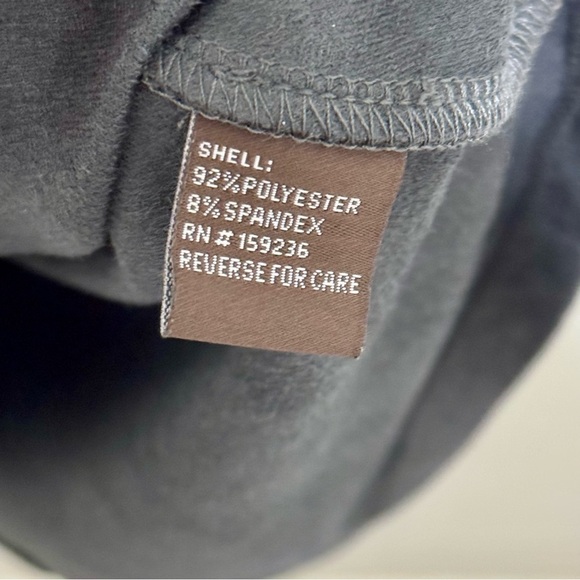 SHELL:
92%POLYESTER
8%SPANDEX
RN # 159236
REVERSE FOR CARE